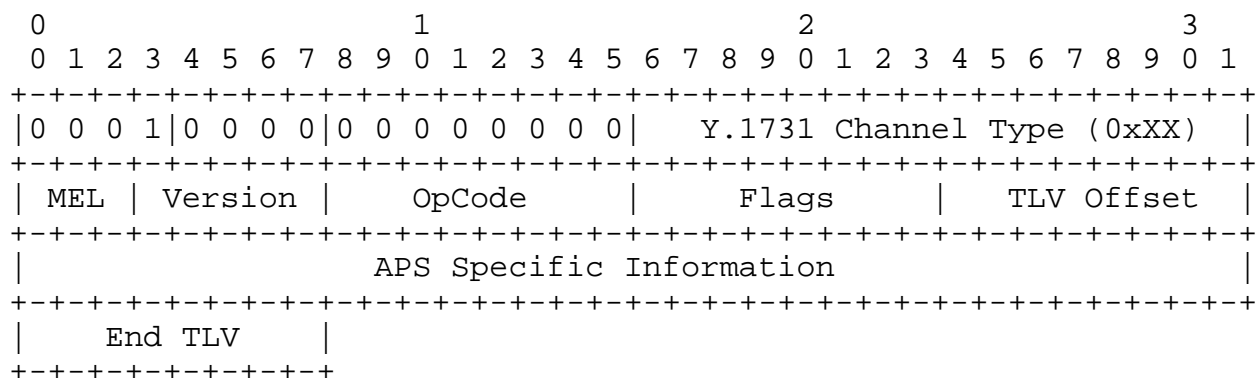 0                   1                   2                   3
 0 1 2 3 4 5 6 7 8 9 0 1 2 3 4 5 6 7 8 9 0 1 2 3 4 5 6 7 8 9 0 1
+-+-+-+-+-+-+-+-+-+-+-+-+-+-+-+-+-+-+-+-+-+-+-+-+-+-+-+-+-+-+-+-+
|0 0 0 1|0 0 0 0|0 0 0 0 0 0 0 0|   Y.1731 Channel Type (0xXX)  |
+-+-+-+-+-+-+-+-+-+-+-+-+-+-+-+-+-+-+-+-+-+-+-+-+-+-+-+-+-+-+-+-+
| MEL | Version |    OpCode     |     Flags     |   TLV Offset  |
+-+-+-+-+-+-+-+-+-+-+-+-+-+-+-+-+-+-+-+-+-+-+-+-+-+-+-+-+-+-+-+-+
|                  APS Specific Information                     |
+-+-+-+-+-+-+-+-+-+-+-+-+-+-+-+-+-+-+-+-+-+-+-+-+-+-+-+-+-+-+-+-+
|    End TLV    |
+-+-+-+-+-+-+-+-+